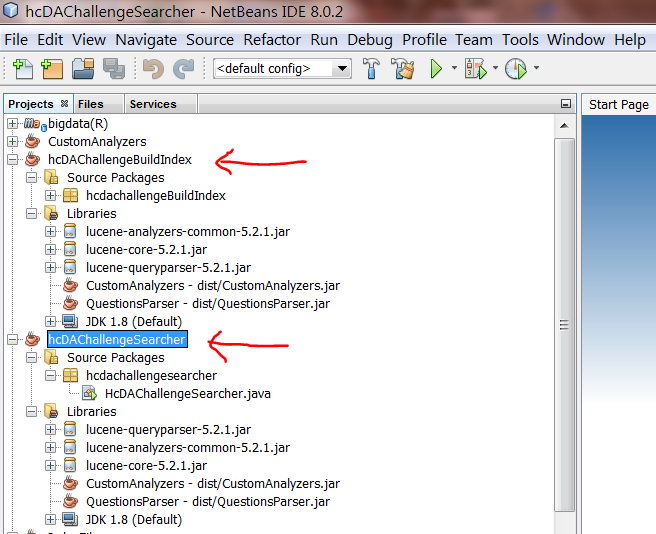 hcDAChallengeSearcher - NetBeans IDE 8.0.2
File Edit View Navigate Source Refactor Run Debug Profile Team Tools Window Help
<default config>
Projects Files Services Start Page
bigdata(R)
CustomAnalyzers
hcDAChallengeBuildIndex
Source Packages
hcdachallengeBuildIndex
Libraries
lucene-analyzers-common-5.2.1.jar
lucene-core-5.2.1.jar
lucene-queryparser-5.2.1.jar
CustomAnalyzers - dist/CustomAnalyzers.jar
QuestionsParser - dist/QuestionsParser.jar
JDK 1.8 (Default)
hcDAChallengeSearcher
Source Packages
hcdachallengesearcher
HcDAChallengeSearcher.java
Libraries
lucene-queryparser-5.2.1.jar
lucene-analyzers-common-5.2.1.jar
lucene-core-5.2.1.jar
CustomAnalyzers - dist/CustomAnalyzers.jar
QuestionsParser - dist/QuestionsParser.jar
JDK 1.8 (Default)